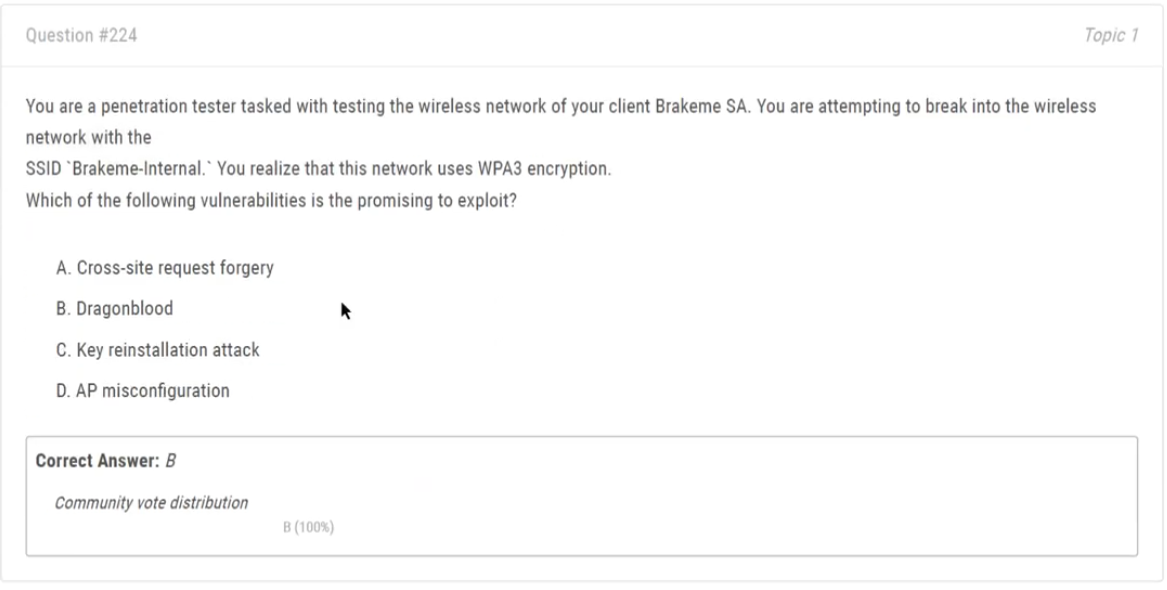 Question #224
Topic 1
You are a penetration tester tasked with testing the wireless network of your client Brakeme SA. You are attempting to break into the wireless
network with the
SSID `Brakeme-Internal.` You realize that this network uses WPA3 encryption.
Which of the following vulnerabilities is the promising to exploit?
A. Cross-site request forgery
B. Dragonblood
C. Key reinstallation attack
D. AP misconfiguration
Correct Answer: B
Community vote distribution
B (100%)